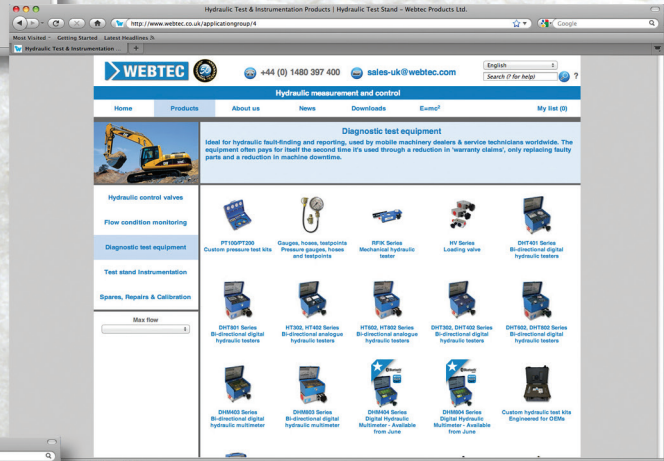 Hydraulic Test & Instrumentation Products | Hydraulic Test Stand – Webtec Products Ltd.
http://www.webtec.co.uk/applicationgroup/4
Google
Most Visited
Getting Started
Latest Headlines
Hydraulic Test & Instrumentation ...
WEBTEC
50
+44 (0) 1480 397 400
sales-uk@webtec.com
English
Search (? for help)
?
Hydraulic measurement and control
Home
Products
About us
News
Downloads
E=mc²
My list (0)
Diagnostic test equipment
Ideal for hydraulic fault-finding and reporting, used by mobile machinery dealers & service technicians worldwide. The
equipment often pays for itself the second time it's used through a reduction in 'warranty claims', only replacing faulty
parts and a reduction in machine downtime.
Hydraulic control valves
Flow condition monitoring
Diagnostic test equipment
Test stand Instrumentation
Spares, Repairs & Calibration
Max flow
PT100/PT200
Custom pressure test kits
Gauges, hoses, testpoints
Pressure gauges, hoses
and testpoints
RFIK Series
Mechanical hydraulic
tester
HV Series
Loading valve
DHT401 Series
Bi-directional digital
hydraulic testers
DHT801 Series
Bi-directional digital
hydraulic testers
HT302, HT402 Series
Bi-directional analogue
hydraulic testers
HT602, HT802 Series
Bi-directional analogue
hydraulic testers
DHT302, DHT402 Series
Bi-directional digital
hydraulic testers
DHT602, DHT802 Series
Bi-directional digital
hydraulic testers
DHM403 Series
Bi-directional digital
hydraulic multimeter
DHM803 Series
Bi-directional digital
hydraulic multimeter
Bluetooth
DHM404 Series
Digital Hydraulic
Multimeter - Available
from June
Bluetooth
DHM804 Series
Digital Hydraulic
Multimeter - Available
from June
Custom hydraulic test kits
Engineered for OEMs